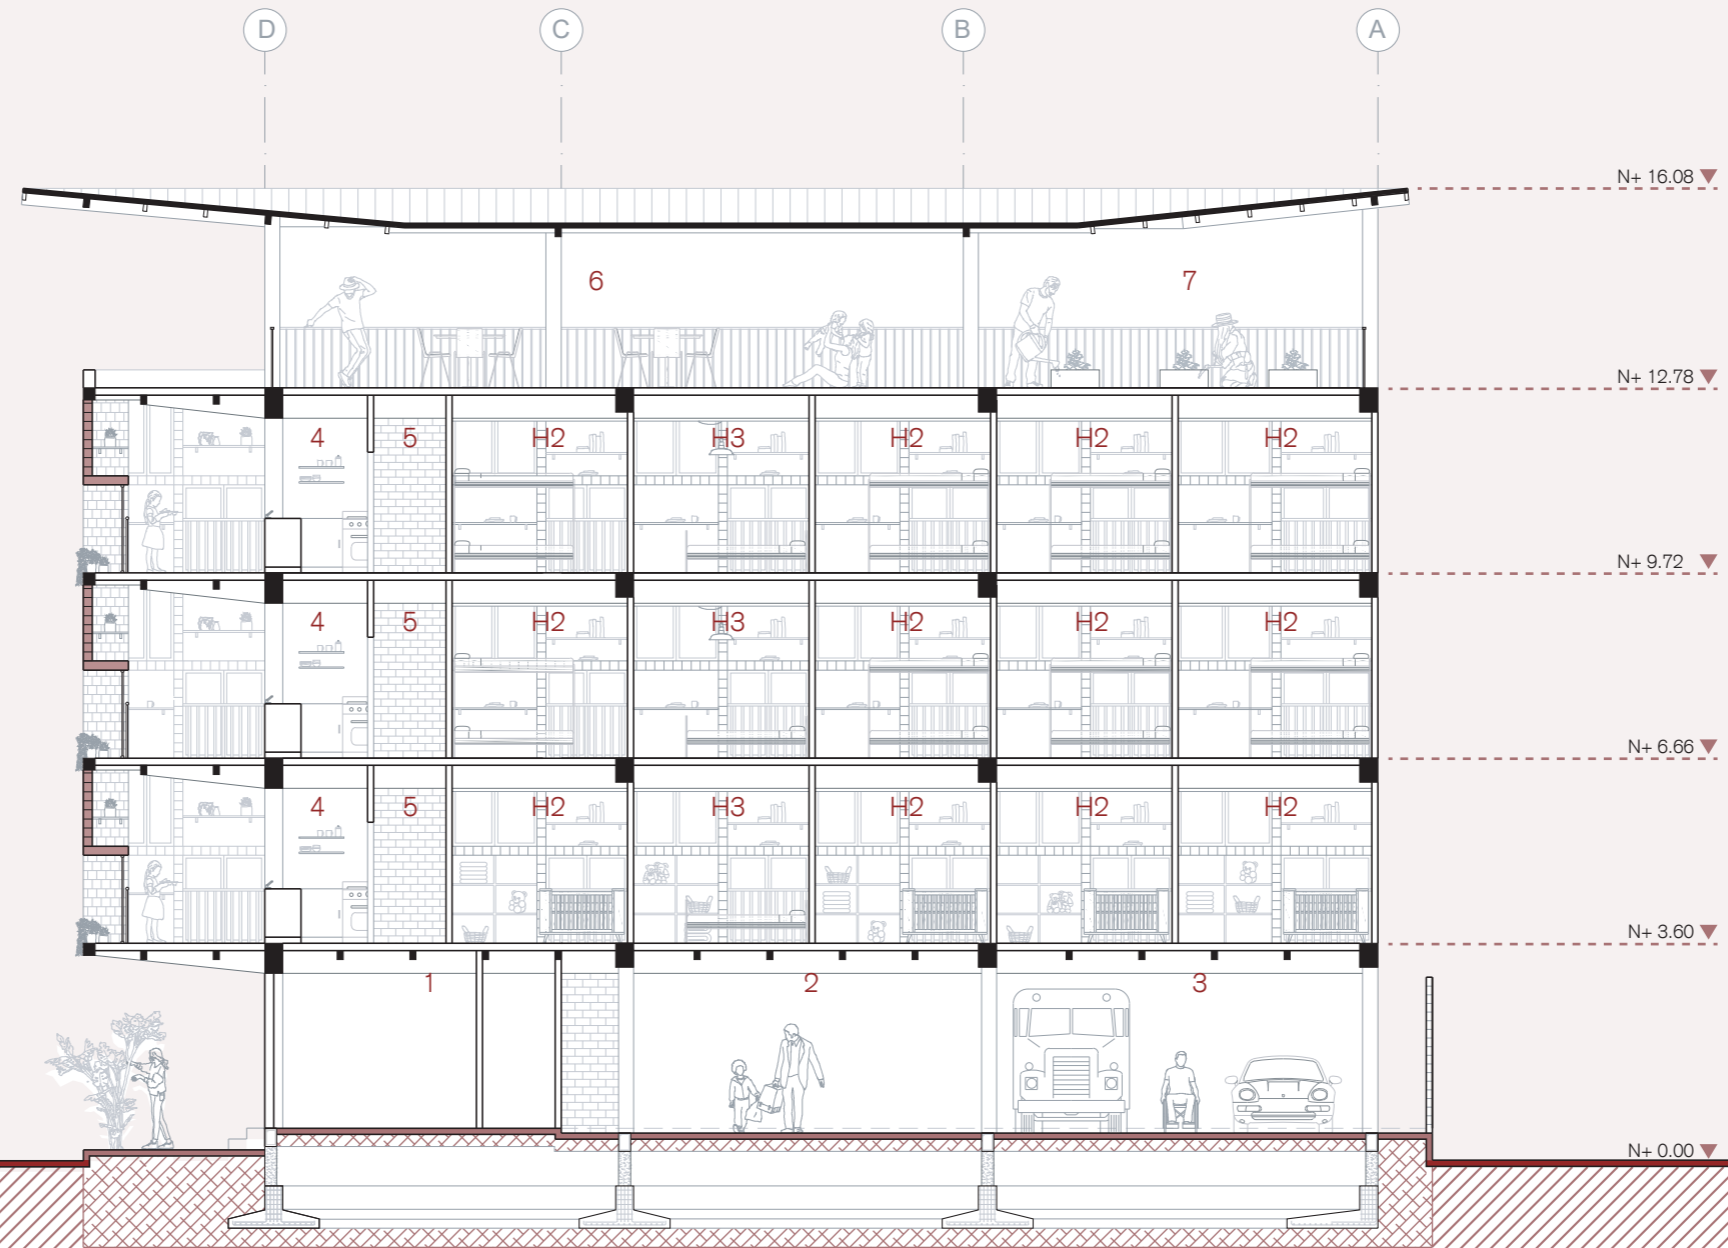 D C B A
N+ 16.08
6 7
N+ 12.78
4 5 H2 H3 H2 H2 H2
N+ 9.72
4 5 H2 H3 H2 H2 H2
N+ 6.66
4 5 H2 H3 H2 H2 H2
N+ 3.60
1 2 3
N+ 0.00